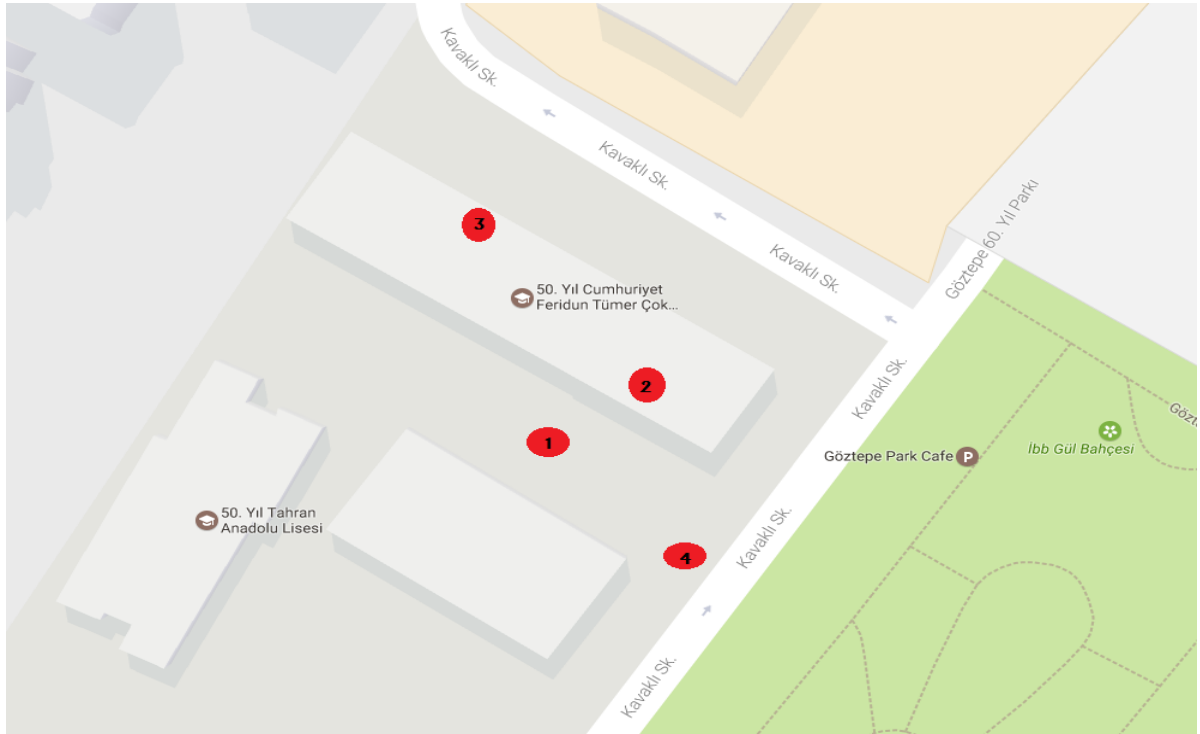 Kavaklı Sk.
Kavaklı Sk.
Kavaklı Sk.
Göztepe 60. Yıl Parkı
3
50. Yıl Cumhuriyet
Feridun Tümer Çok...
Kavaklı Sk.
2
Gözte
1
İbb Gül Bahçesi
Göztepe Park Cafe
P
50. Yıl Tahran
Anadolu Lisesi
Kavaklı Sk.
4
Kavaklı Sk.